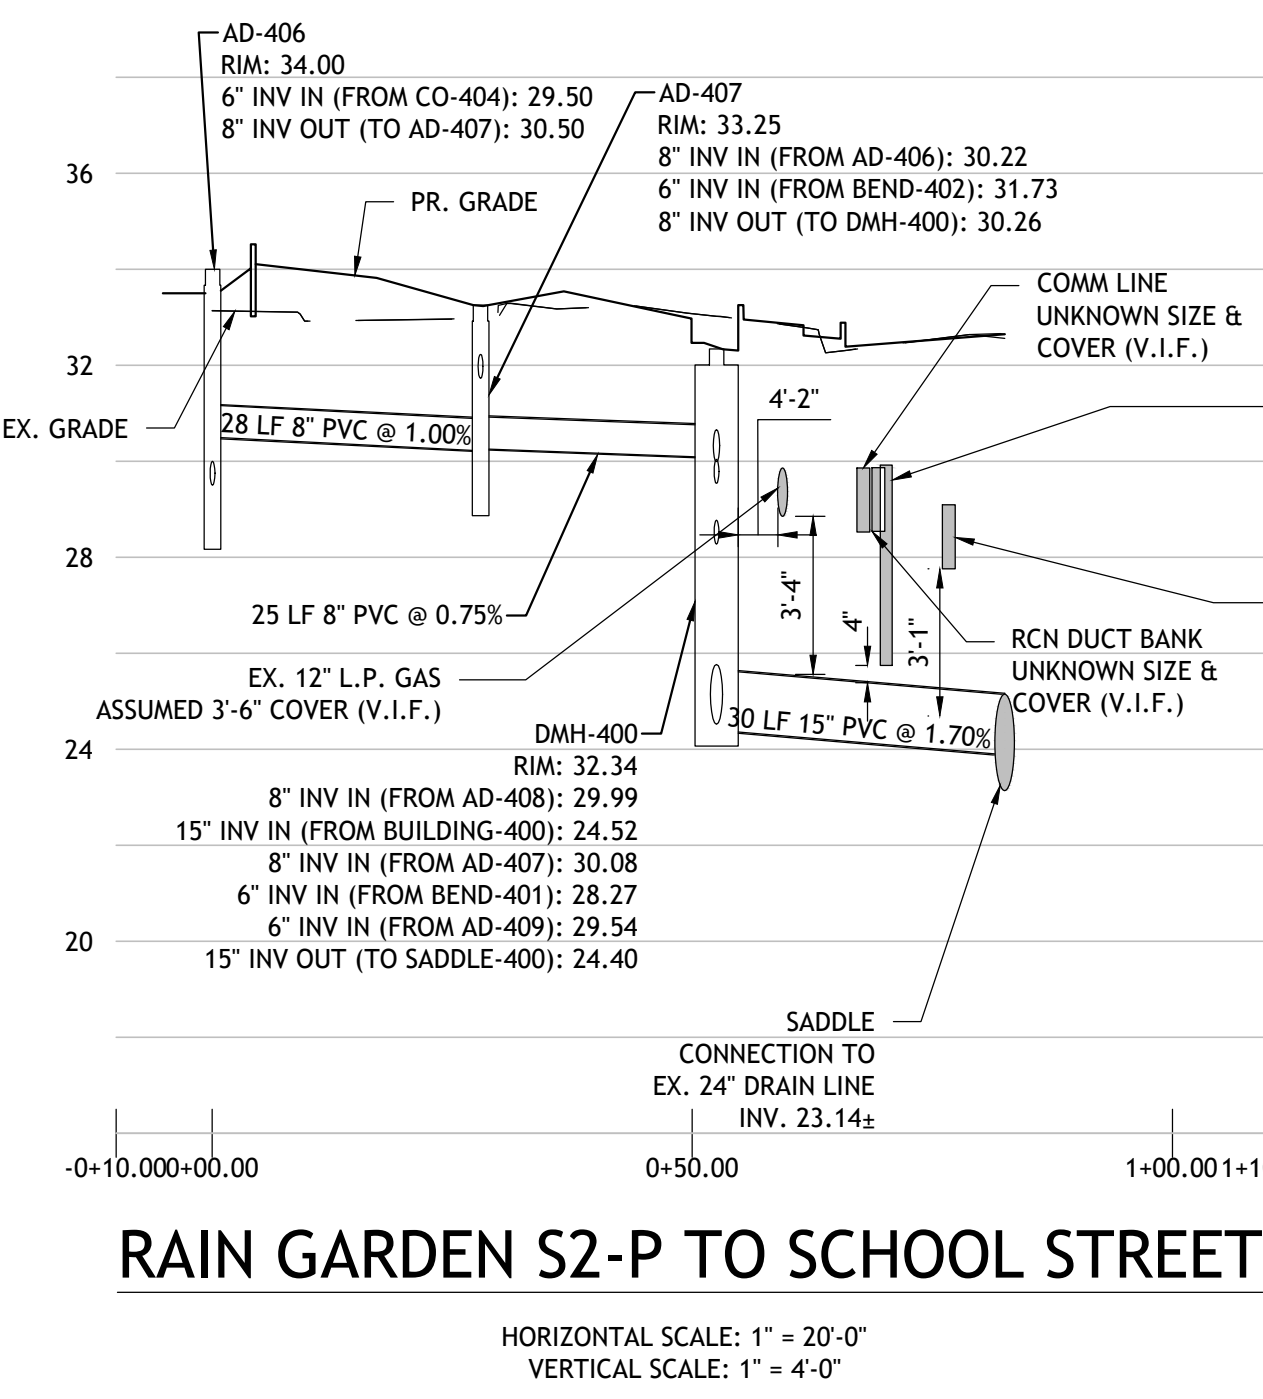 AD-406
RIM: 34.00
6" INV IN (FROM CO-404): 29.50
8" INV OUT (TO AD-407): 30.50
AD-407
RIM: 33.25
8" INV IN (FROM AD-406): 30.22
6" INV IN (FROM BEND-402): 31.73
8" INV OUT (TO DMH-400): 30.26
36
PR. GRADE
COMM LINE
UNKNOWN SIZE &
COVER (V.I.F.)
32
4'-2"
EX. GRADE
28 LF 8" PVC @ 1.00%
28
3'-4"
4"
3'-1"
25 LF 8" PVC @ 0.75%
RCN DUCT BANK
UNKNOWN SIZE &
COVER (V.I.F.)
EX. 12" L.P. GAS
ASSUMED 3'-6" COVER (V.I.F.)
30 LF 15" PVC @ 1.70%
24
DMH-400
RIM: 32.34
8" INV IN (FROM AD-408): 29.99
15" INV IN (FROM BUILDING-400): 24.52
8" INV IN (FROM AD-407): 30.08
6" INV IN (FROM BEND-401): 28.27
6" INV IN (FROM AD-409): 29.54
15" INV OUT (TO SADDLE-400): 24.40
20
SADDLE
CONNECTION TO
EX. 24" DRAIN LINE
INV. 23.14±
-0+10.00 0+00.00 0+50.00 1+00.00 1+1
RAIN GARDEN S2-P TO SCHOOL STREET
HORIZONTAL SCALE: 1" = 20'-0"
VERTICAL SCALE: 1" = 4'-0"